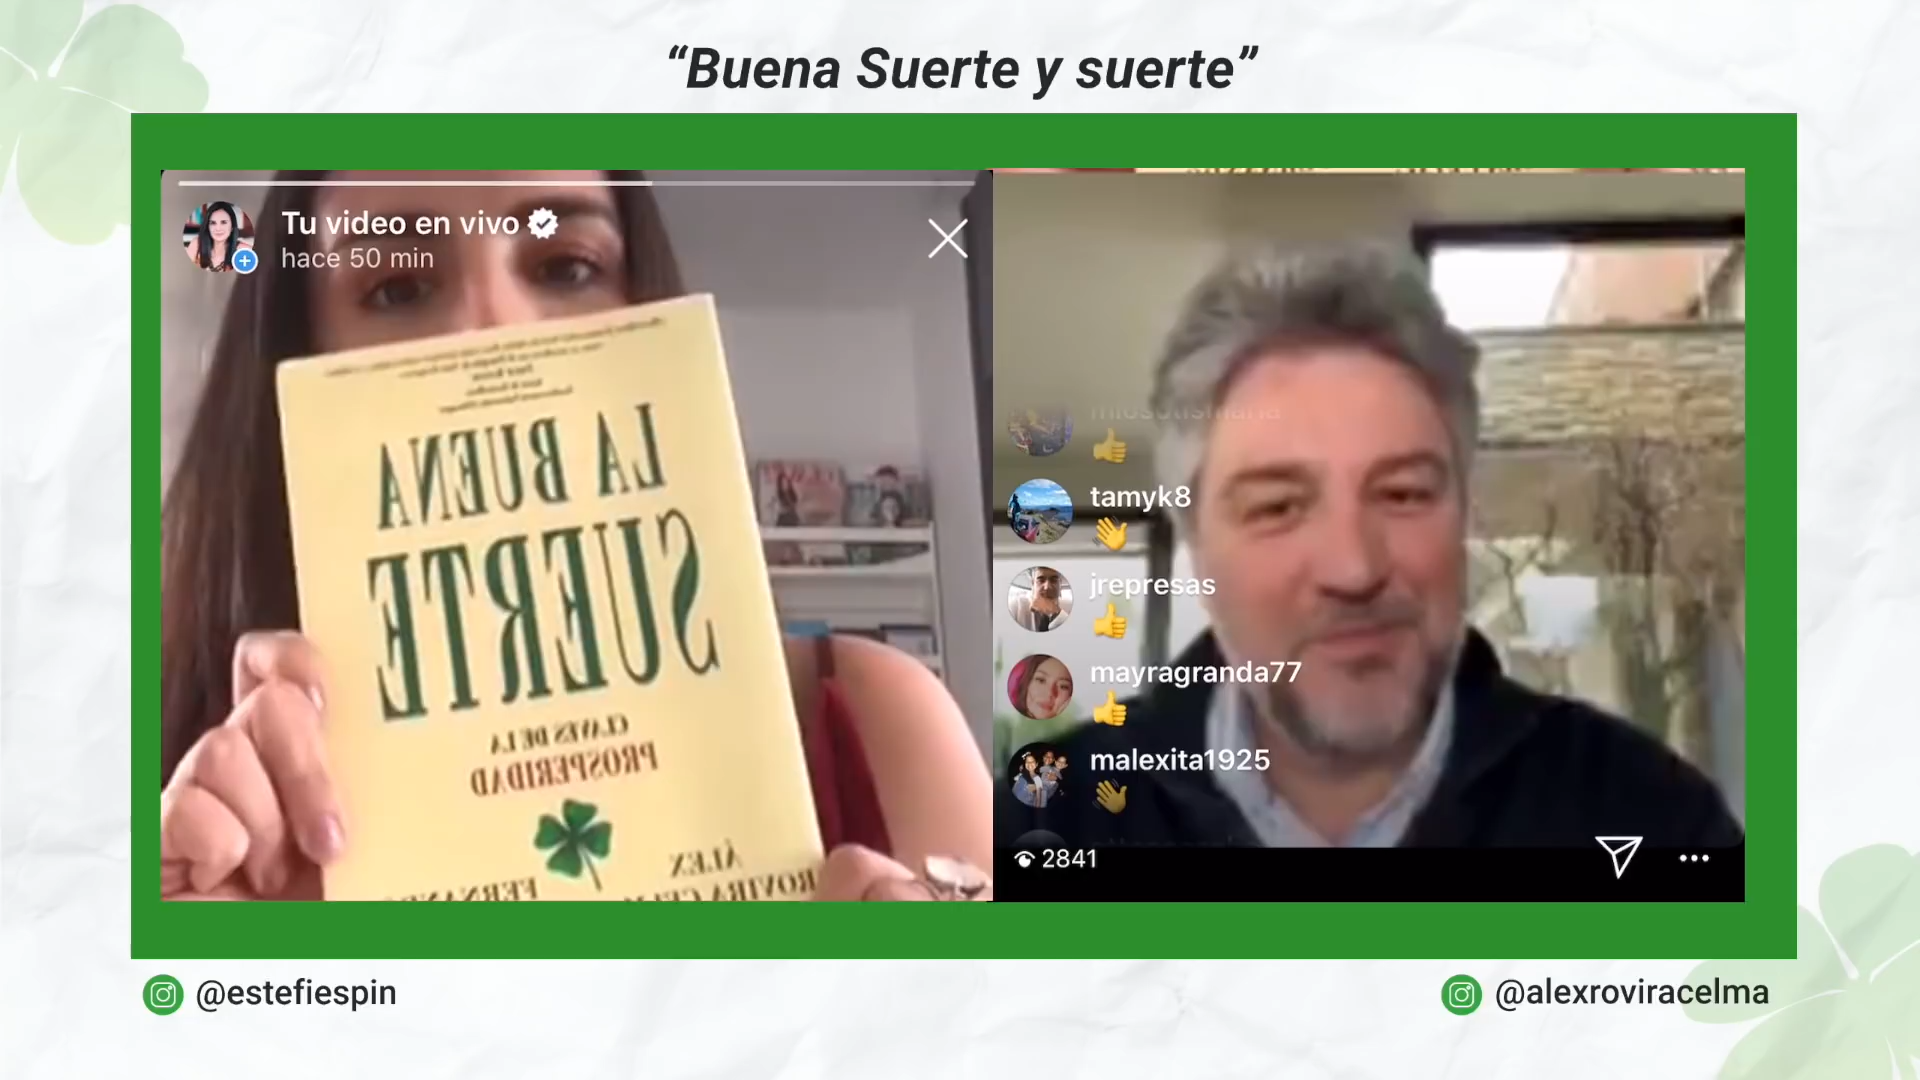 “Buena Suerte y suerte”
Tu video en vivo
hace 50 min
LA BUENA
SUERTE
CLAVES DE LA
PROSPERIDAD
ÁLEX
tamyk8
jrepresas
mayragranda77
malexita1925
2841
@estefiespin
@alexroviracelma